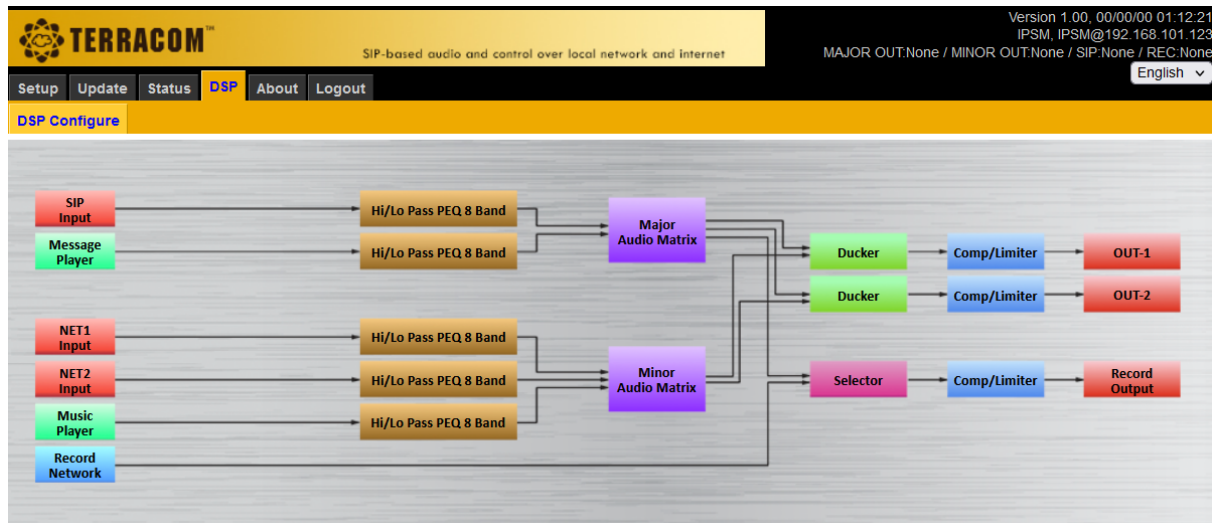 TERRACOM™
SIP-based audio and control over local network and internet
Version 1.00, 00/00/00 01:12:21
IPSM, IPSM@192.168.101.123
MAJOR OUT:None / MINOR OUT:None / SIP:None / REC:None
English
Setup Update Status DSP About Logout
DSP Configure
SIP
Input
Hi/Lo Pass PEQ 8 Band
Message
Player
Hi/Lo Pass PEQ 8 Band
Major
Audio Matrix
Ducker
Comp/Limiter
OUT-1
Ducker
Comp/Limiter
OUT-2
NET1
Input
Hi/Lo Pass PEQ 8 Band
NET2
Input
Hi/Lo Pass PEQ 8 Band
Minor
Audio Matrix
Selector
Comp/Limiter
Record
Output
Music
Player
Hi/Lo Pass PEQ 8 Band
Record
Network